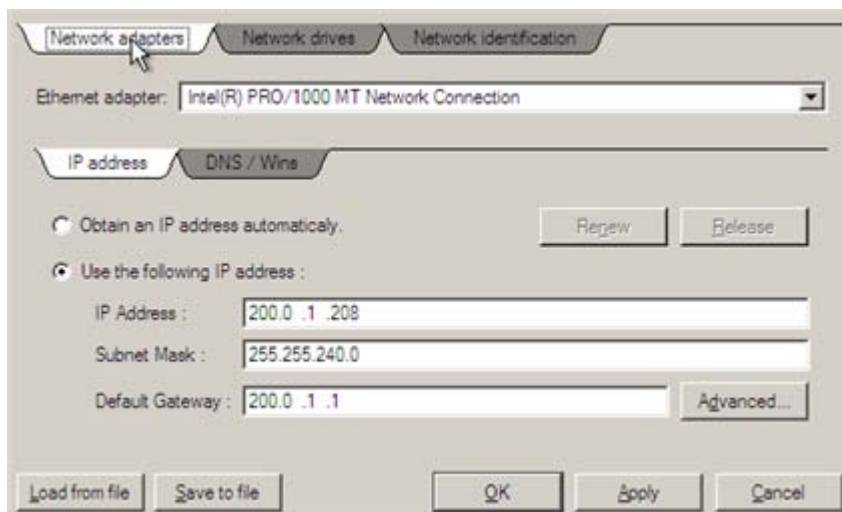 Network adapters Network drives Network identification
Ethernet adapter: Intel(R) PRO/1000 MT Network Connection
IP address DNS / Wins
Obtain an IP address automaticaly. Renew Release
Use the following IP address :
IP Address : 200.0 .1 .208
Subnet Mask : 255.255.240.0
Default Gateway : 200.0 .1 .1 Advanced...
Load from file Save to file OK Apply Cancel